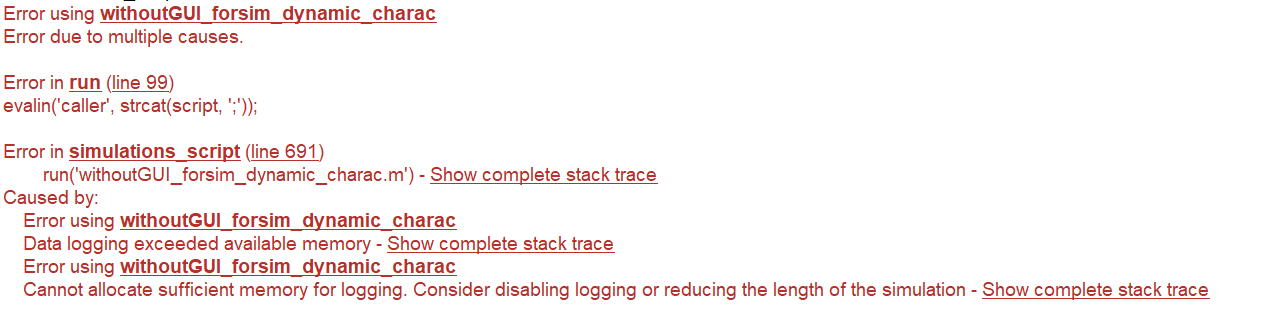 Error using withoutGUI_forsim_dynamic_charac
Error due to multiple causes.
Error in run (line 99)
evalin('caller', strcat(script, ';'));
Error in simulations_script (line 691)
run('withoutGUI_forsim_dynamic_charac.m') - Show complete stack trace
Caused by:
Error using withoutGUI_forsim_dynamic_charac
Data logging exceeded available memory - Show complete stack trace
Error using withoutGUI_forsim_dynamic_charac
Cannot allocate sufficient memory for logging. Consider disabling logging or reducing the length of the simulation - Show complete stack trace